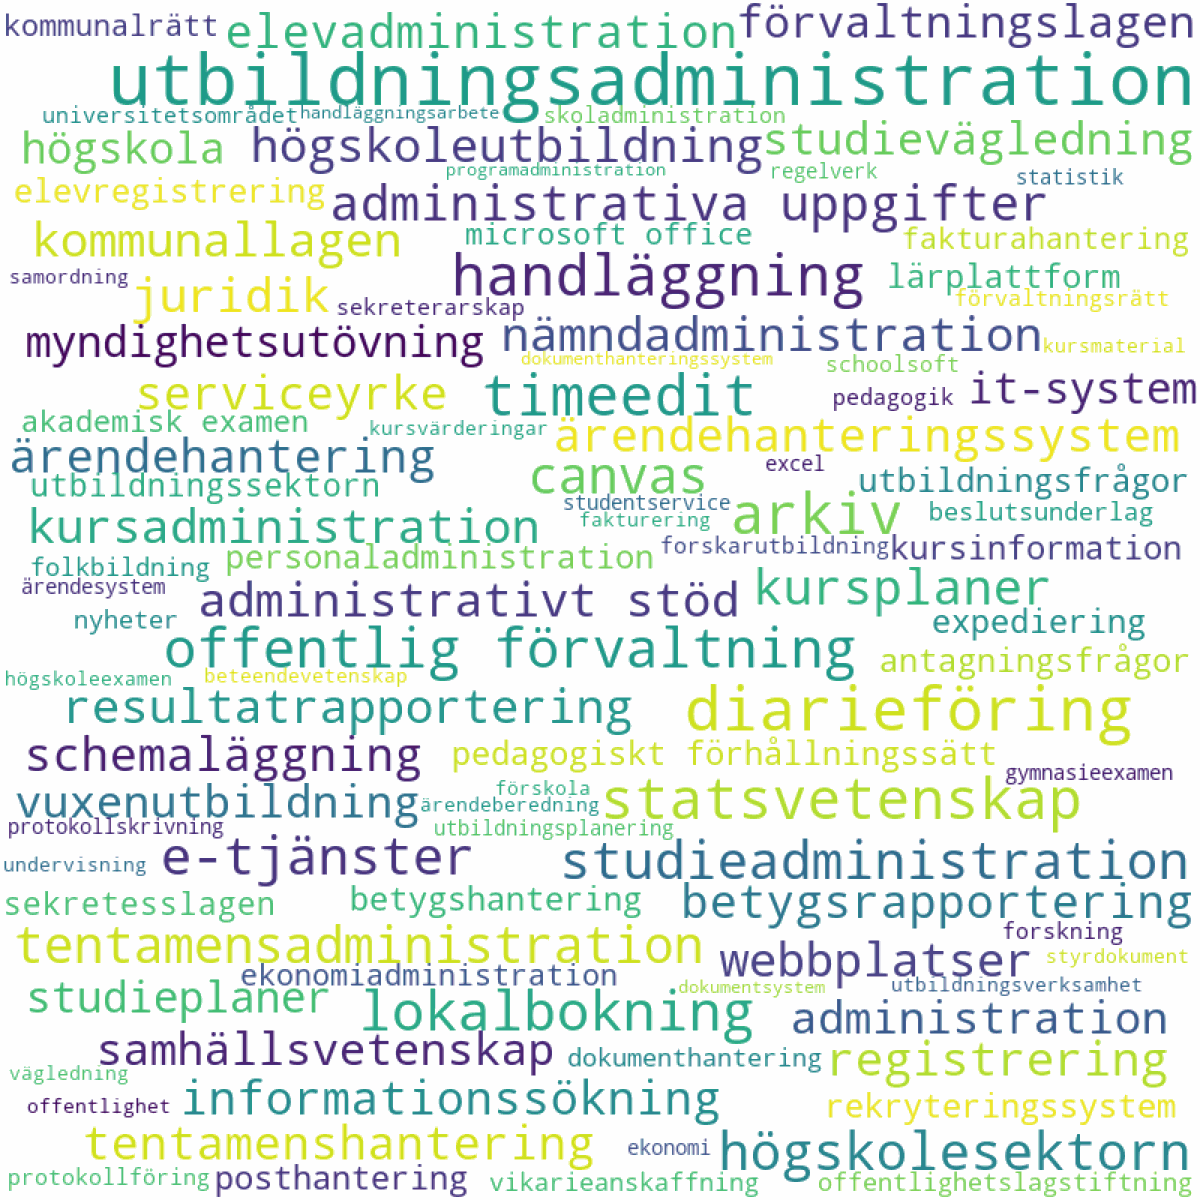 kommunalrätt elevadministration förvaltningslagen
utbildningsadministration
universitetsområdet handläggningsarbete skoladministration
högskola högskoleutbildning studievägledning
programadministration regelverk statistik
elevregistrering administrativa uppgifter
kommunallagen microsoft office fakturahantering
samordning juridik handläggning lärplattform
sekreterarskap förvaltningsrätt
myndighetsutövning nämndadministration kursmaterial
dokumenthanteringssystem schoolsoft
serviceyrke timeedit pedagogik it-system
akademisk examen kursvärderingar ärendehanteringssystem
ärendehantering canvas excel utbildningsfrågor
utbildningssektorn studentservice
kursadministration fakturering arkiv beslutsunderlag
folkbildning personaladministration forskarutbildning kursinformation
ärendesystem administrativt stöd kursplaner
nyheter expediering
offentlig förvaltning antagningsfrågor
högskoleexamen beteendevetenskap
resultatrapportering diarieföring
schemaläggning pedagogiskt förhållningssätt gymnasieexamen
förskola
vuxenutbildning ärendeberedning statsvetenskap
protokollskrivning utbildningsplanering
undervisning e-tjänster studieadministration
sekretesslagen betygshantering betygsrapportering
tentamensadministration forskning
webbplatser styrdokument
ekonomiadministration dokumentsystem utbildningsverksamhet
studieplaner lokalbokning administration
samhällsvetenskap dokumenthantering registrering
vägledning
offentlighet informationssökning rekryteringssystem
tentamenshantering ekonomi högskolesektorn
protokollföring posthantering vikarieanskaffning offentlighetslagstiftning